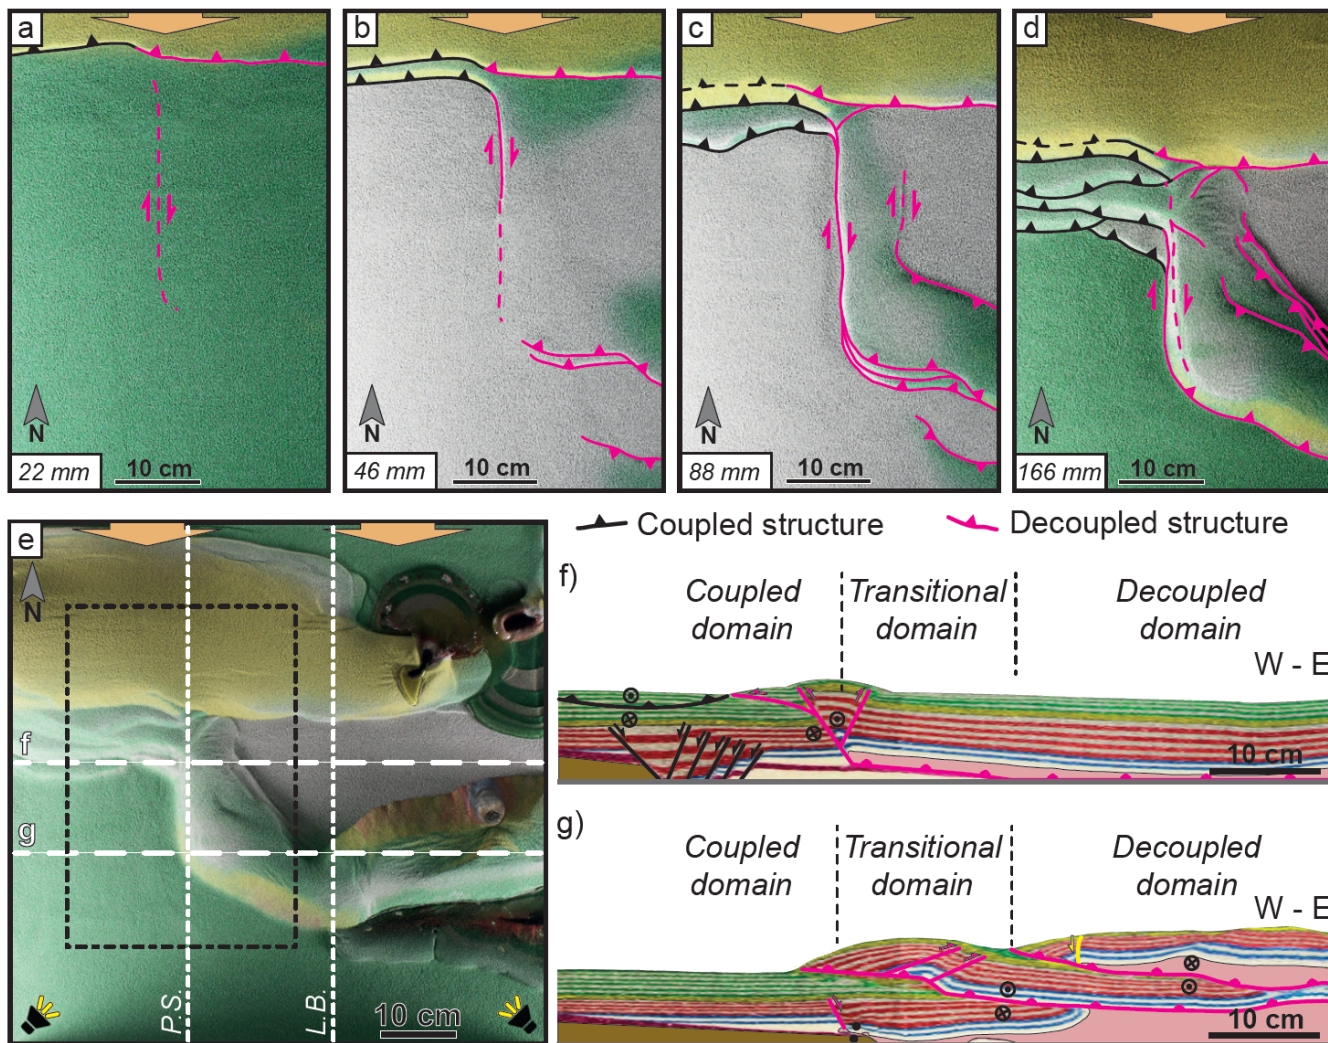 a
b
c
d
N
N
N
N
22 mm
10 cm
46 mm
10 cm
88 mm
10 cm
166 mm
10 cm
e
N
f
g
P.S.
L.B.
10 cm
Coupled structure
Decoupled structure
f)
Coupled domain
Transitional domain
Decoupled domain
W - E
10 cm
g)
Coupled domain
Transitional domain
Decoupled domain
W - E
10 cm